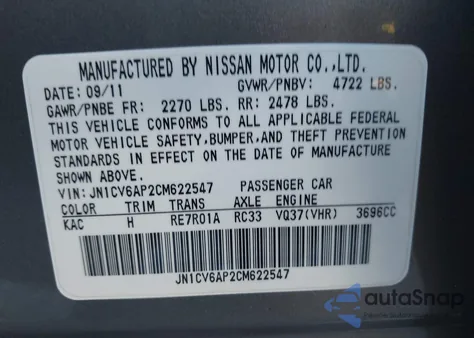 MANUFACTURED BY NISSAN MOTOR CO.,LTD.
DATE: 09/11 GVWR/PNBV: 4722 LBS.
GAWR/PNBE FR: 2270 LBS. RR: 2478 LBS.
THIS VEHICLE CONFORMS TO ALL APPLICABLE FEDERAL
MOTOR VEHICLE SAFETY,BUMPER,AND THEFT PREVENTION
STANDARDS IN EFFECT ON THE DATE OF MANUFACTURE
SHOWN ABOVE.
VIN: JN1CV6AP2CM622547 PASSENGER CAR
COLOR TRIM TRANS AXLE ENGINE
KAC H RE7R01A RC33 VQ37(VHR) 3696CC
JN1CV6AP2CM622547
autaSnap